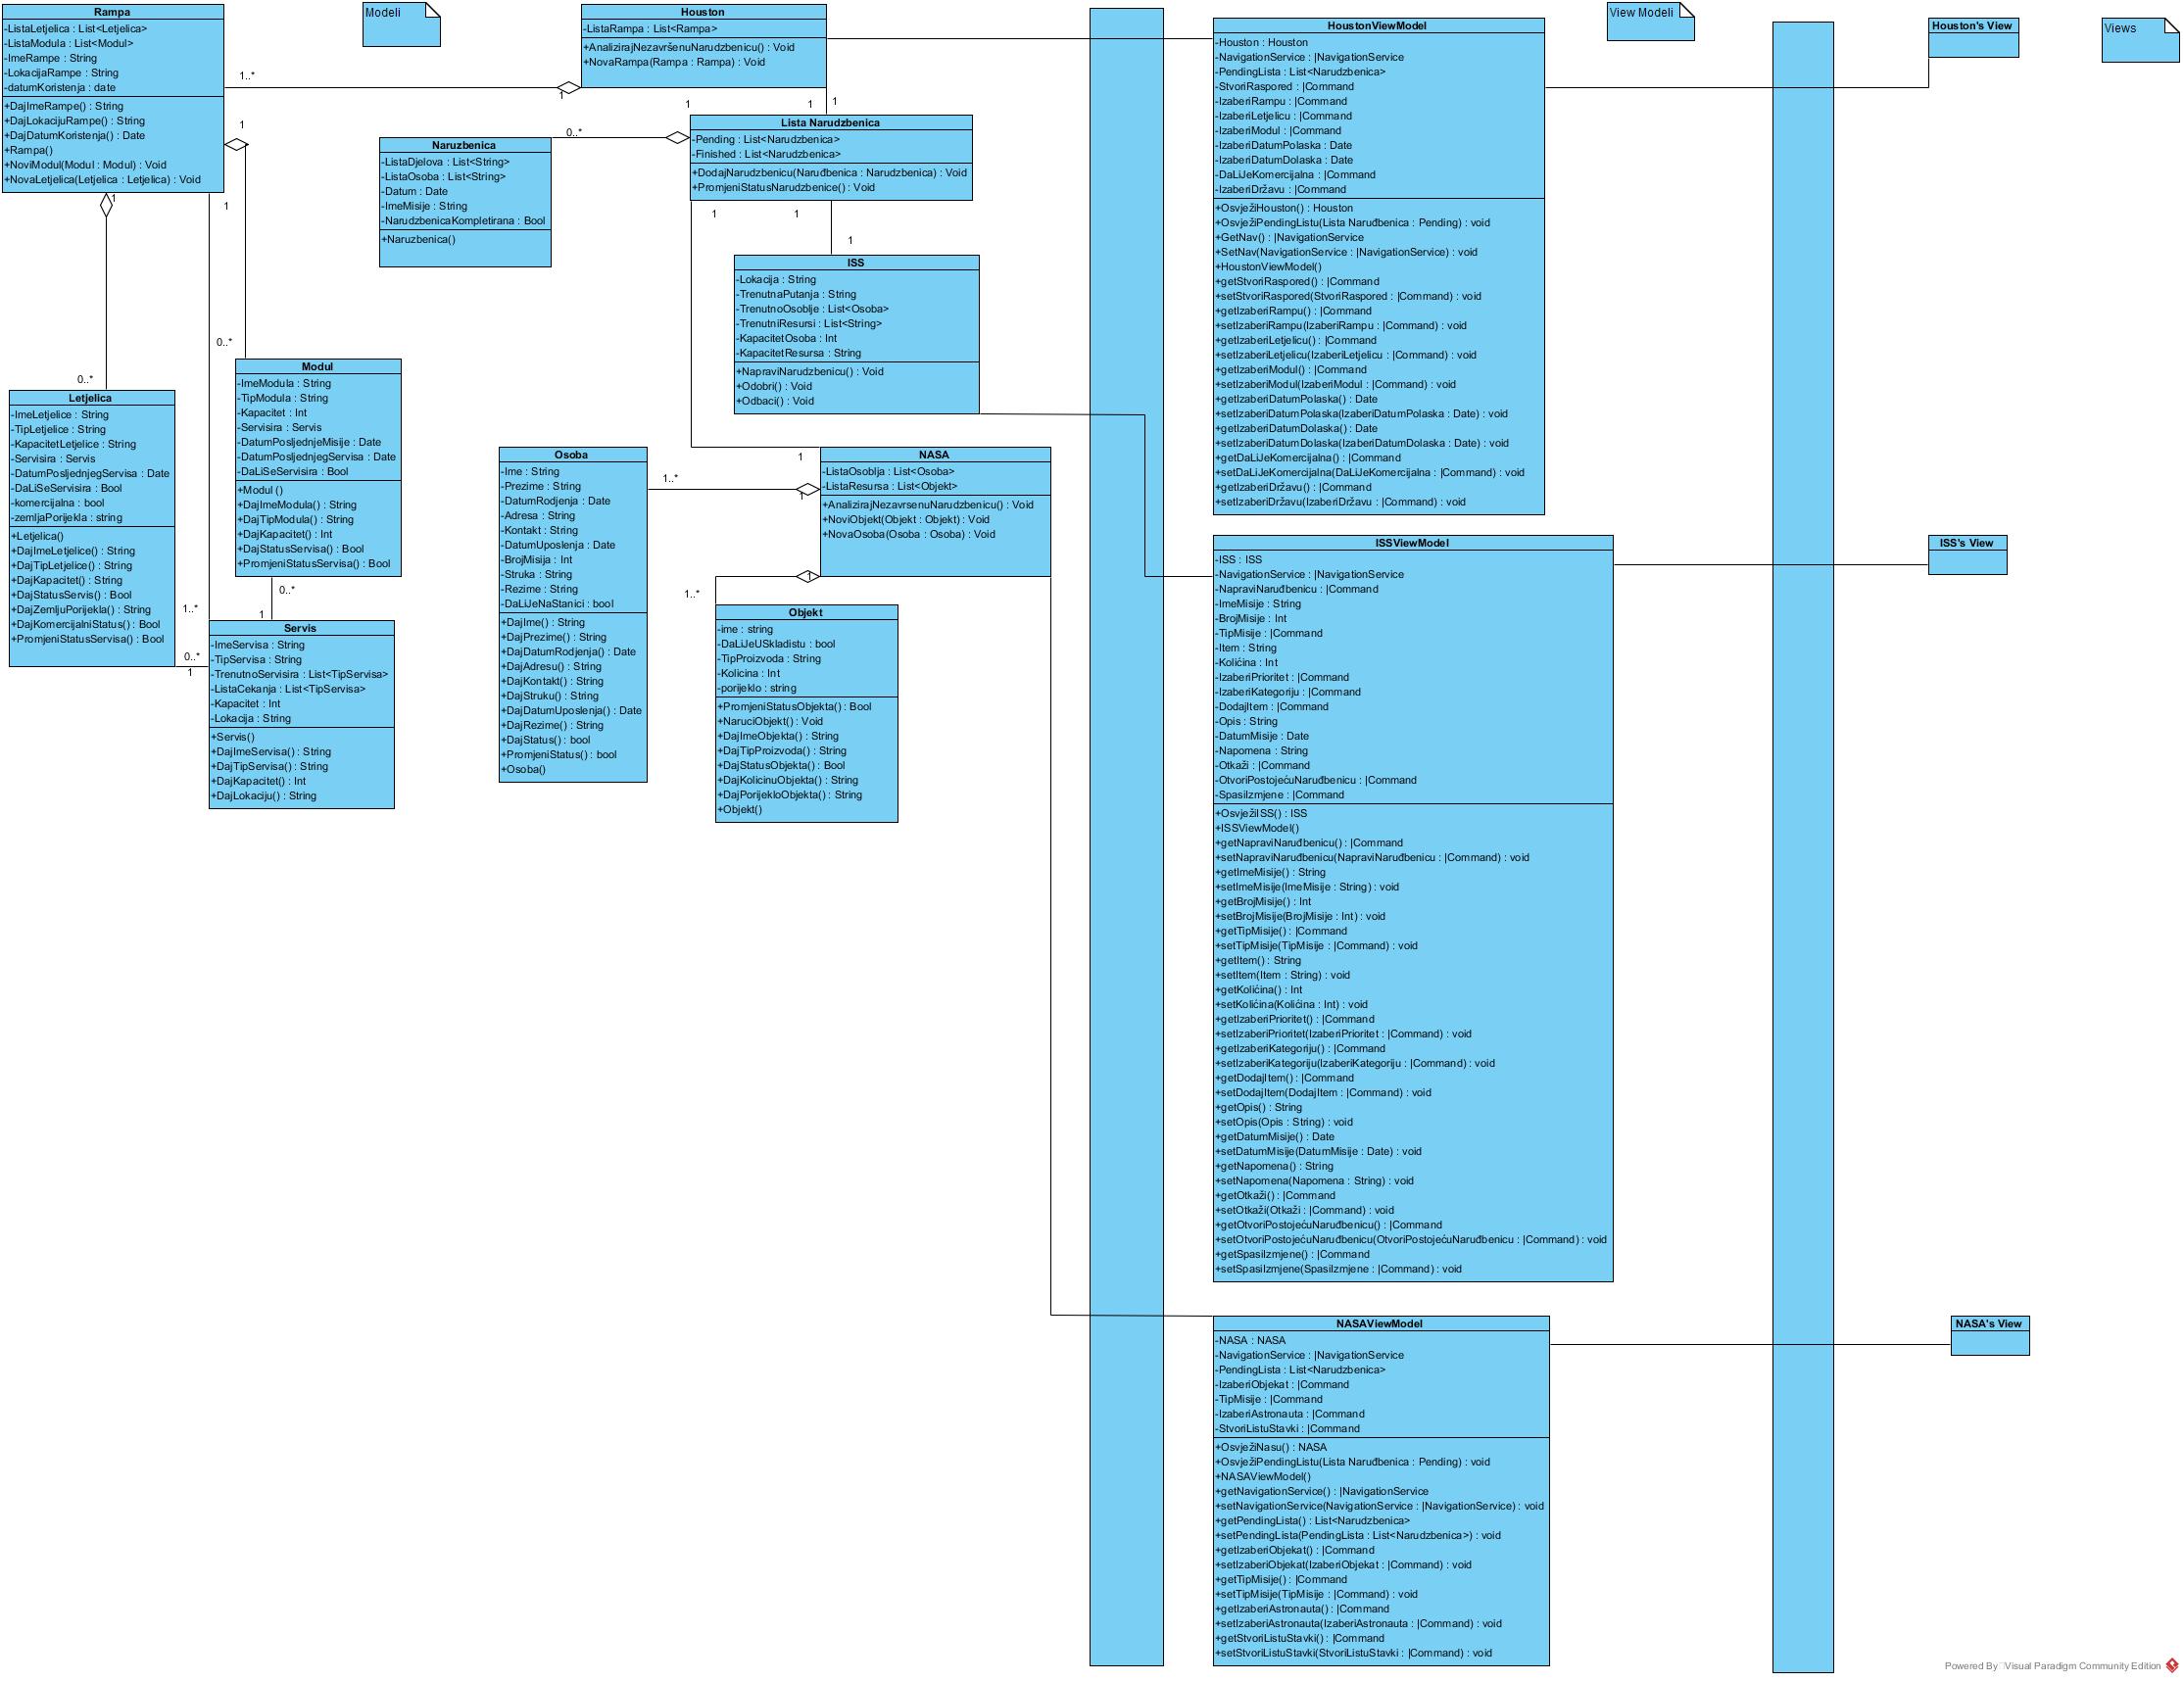 Rampa
-ListaLetjelica : List<Letjelica>
-ListaModula : List<Modul>
-ImeRampe : String
-LokacijaRampe : String
-datumKoristenja : date
+DajImeRampe() : String
+DajLokacijuRampe() : String
+DajDatumKoristenja() : Date
+Rampa()
+NoviModul(Modul : Modul) : Void
+NovaLetjelica(Letjelica : Letjelica) : Void
Modeli
Houston
-ListaRampa : List<Rampa>
+AnalizirajNezavršenuNarudzbenicu() : Void
+NovaRampa(Rampa : Rampa) : Void
1..*
1
1
1
1
1
0..*
Lista Narudzbenica
-Pending : List<Narudzbenica>
-Finished : List<Narudzbenica>
+DodajNarudzbenicu(Narudbenica : Narudzbenica) : Void
+PromjeniStatusNarudzbenice() : Void
Naruzbenica
-ListaDjelova : List<String>
-ListaOsoba : List<String>
-Datum : Date
-ImeMisije : String
-NarudzbenicaKompletirana : Bool
+Naruzbenica()
1
1
1
1
1
ISS
-Lokacija : String
-TrenutnaPutanja : String
-TrenutnoOsoblje : List<Osoba>
-TrenutniResursi : List<String>
-KapacitetOsoba : Int
-KapacitetResursa : String
+NapraviNarudzbenicu() : Void
+Odobri() : Void
+Odbaci() : Void
0..*
0..*
Modul
-ImeModula : String
-TipModula : String
-Kapacitet : Int
-Servisira : Servis
-DatumPosljednjeMisije : Date
-DatumPosljednjegServisa : Date
-DaLiSeServisira : Bool
+Modul ()
+DajImeModula() : String
+DajTipModula() : String
+DajKapacitet() : Int
+DajStatusServisa() : Bool
+PromjeniStatusServisa() : Bool
Letjelica
-ImeLetjelice : String
-TipLetjelice : String
-KapacitetLetjelice : String
-Servisira : Servis
-DatumPosljednjegServisa : Date
-DaLiSeServisira : Bool
-komercijalna : bool
-zemljaPorijekla : string
+Letjelica()
+DajImeLetjelice() : String
+DajTipLetjelice() : String
+DajKapacitet() : String
+DajStatusServis() : Bool
+DajZemljuPorijekla() : String
+DajKomercijalniStatus() : Bool
+PromjeniStatusServisa() : Bool
0..*
1
1..*
0..*
1
Servis
-ImeServisa : String
-TipServisa : String
-TrenutnoServisira : List<TipServisa>
-ListaCekanja : List<TipServisa>
-Kapacitet : Int
-Lokacija : String
+Servis()
+DajImeServisa() : String
+DajTipServisa() : String
+DajKapacitet() : Int
+DajLokaciju() : String
Osoba
-Ime : String
-Prezime : String
-DatumRodjenja : Date
-Adresa : String
-Kontakt : String
-DatumUposlenja : Date
-BrojMisija : Int
-Struka : String
-Rezime : String
-DaLiJeNaStanici : bool
+DajIme() : String
+DajPrezime() : String
+DajDatumRodjenja() : Date
+DajAdresu() : String
+DajKontakt() : String
+DajStruku() : String
+DajDatumUposlenja() : Date
+DajRezime() : String
+DajStatus() : bool
+PromjeniStatus() : bool
+Osoba()
1
1..*
1
NASA
-ListaOsoblja : List<Osoba>
-ListaResursa : List<Objekt>
+AnalizirajNezavrsenuNarudzbenicu() : Void
+NoviObjekt(Objekt : Objekt) : Void
+NovaOsoba(Osoba : Osoba) : Void
1
1..*
Objekt
-ime : string
-DaLiJeUSkladistu : bool
-TipProizvoda : String
-Kolicina : Int
-porijeklo : string
+PromjeniStatusObjekta() : Bool
+NaruciObjekt() : Void
+DajImeObjekta() : String
+DajTipProizvoda() : String
+DajStatusObjekta() : Bool
+DajKolicinuObjekta() : String
+DajPorijekloObjekta() : String
+Objekt()
HoustonViewModel
-Houston : Houston
-NavigationService : |NavigationService
-PendingLista : List<Narudzbenica>
-StvoriRaspored : |Command
-IzaberiRampu : |Command
-IzaberiLetjelicu : |Command
-IzaberiModul : |Command
-IzaberiDatumPolaska : Date
-IzaberiDatumDolaska : Date
-DaLiJeKomercijalna : |Command
-IzaberiDržavu : |Command
+OsvježiHouston() : Houston
+OsvježiPendingListu(Lista Naruđbenica : Pending) : void
+GetNav() : |NavigationService
+SetNav(NavigationService : |NavigationService) : void
+HoustonViewModel()
+getStvoriRaspored() : |Command
+setStvoriRaspored(StvoriRaspored : |Command) : void
+getIzaberiRampu() : |Command
+setIzaberiRampu(IzaberiRampu : |Command) : void
+getIzaberiLetjelicu() : |Command
+setIzaberiLetjelicu(IzaberiLetjelicu : |Command) : void
+getIzaberiModul() : |Command
+setIzaberiModul(IzaberiModul : |Command) : void
+getIzaberiDatumPolaska() : Date
+setIzaberiDatumPolaska(IzaberiDatumPolaska : Date) : void
+getIzaberiDatumDolaska() : Date
+setIzaberiDatumDolaska(IzaberiDatumDolaska : Date) : void
+getDaLiJeKomercijalna() : |Command
+setDaLiJeKomercijalna(DaLiJeKomercijalna : |Command) : void
+getIzaberiDržavu() : |Command
+setIzaberiDržavu(IzaberiDržavu : |Command) : void
View Modeli
Houston's View
Views
ISSViewModel
-ISS : ISS
-NavigationService : |NavigationService
-NapraviNaruđbenicu : |Command
-ImeMisije : String
-BrojMisije : Int
-TipMisije : |Command
-Item : String
-Količina : Int
-IzaberiPrioritet : |Command
-IzaberiKategoriju : |Command
-DodajItem : |Command
-Opis : String
-DatumMisije : Date
-Napomena : String
-Otkaži : |Command
-OtvoriPostojećuNaruđbenicu : |Command
-SpasiIzmjene : |Command
+OsvježiISS() : ISS
+ISSViewModel()
+getNapraviNaruđbenicu() : |Command
+setNapraviNaruđbenicu(NapraviNaruđbenicu : |Command) : void
+getImeMisije() : String
+setImeMisije(ImeMisije : String) : void
+getBrojMisije() : Int
+setBrojMisije(BrojMisije : Int) : void
+getTipMisije() : |Command
+setTipMisije(TipMisije : |Command) : void
+getItem() : String
+setItem(Item : String) : void
+getKolićina() : Int
+setKolićina(Kolićina : Int) : void
+getIzaberiPrioritet() : |Command
+setIzaberiPrioritet(IzaberiPrioritet : |Command) : void
+getIzaberiKategoriju() : |Command
+setIzaberiKategoriju(IzaberiKategoriju : |Command) : void
+getDodajItem() : |Command
+setDodajItem(DodajItem : |Command) : void
+getOpis() : String
+setOpis(Opis : String) : void
+getDatumMisije() : Date
+setDatumMisije(DatumMisije : Date) : void
+getNapomena() : String
+setNapomena(Napomena : String) : void
+getOtkaži() : |Command
+setOtkaži(Otkaži : |Command) : void
+getOtvoriPostojećuNaruđbenicu() : |Command
+setOtvoriPostojećuNaruđbenicu(OtvoriPostojećuNaruđbenicu : |Command) : void
+getSpasiIzmjene() : |Command
+setSpasiIzmjene(SpasiIzmjene : |Command) : void
ISS's View
NASAViewModel
-NASA : NASA
-NavigationService : |NavigationService
-PendingLista : List<Narudzbenica>
-IzaberiObjekat : |Command
-TipMisije : |Command
-IzaberiAstronauta : |Command
-StvoriListuStavki : |Command
+OsvježiNasu() : NASA
+OsvježiPendingListu(Lista Naruđbenica : Pending) : void
+NASAViewModel()
+getNavigationService() : |NavigationService
+setNavigationService(NavigationService : |NavigationService) : void
+getPendingLista() : List<Narudzbenica>
+setPendingLista(PendingLista : List<Narudzbenica>) : void
+getIzaberiObjekat() : |Command
+setIzaberiObjekat(IzaberiObjekat : |Command) : void
+getTipMisije() : |Command
+setTipMisije(TipMisije : |Command) : void
+getIzaberiAstronauta() : |Command
+setIzaberiAstronauta(IzaberiAstronauta : |Command) : void
+getStvoriListuStavki() : |Command
+setStvoriListuStavki(StvoriListuStavki : |Command) : void
NASA's View
Powered By Visual Paradigm Community Edition